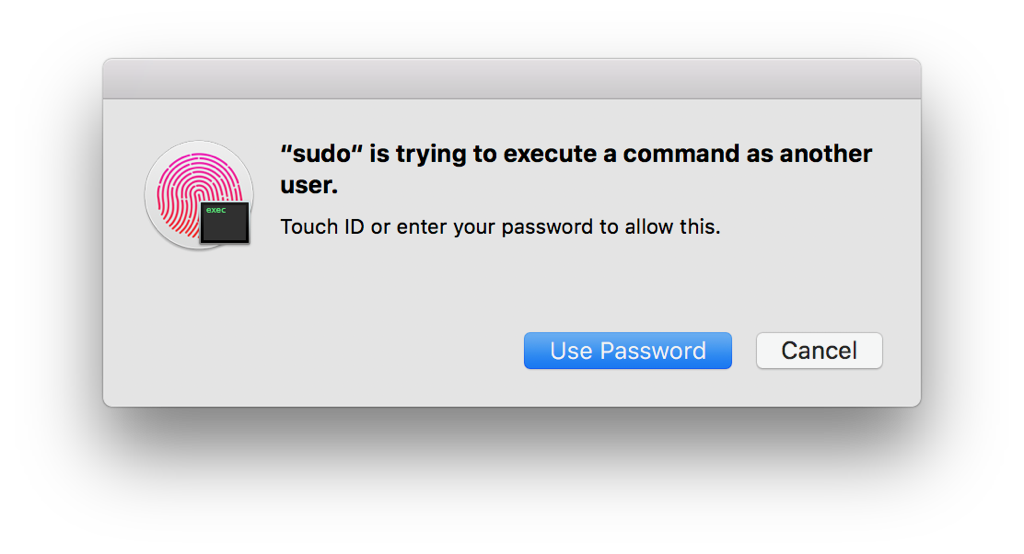 “sudo“ is trying to execute a command as another
user.
exec
Touch ID or enter your password to allow this.
Use Password
Cancel